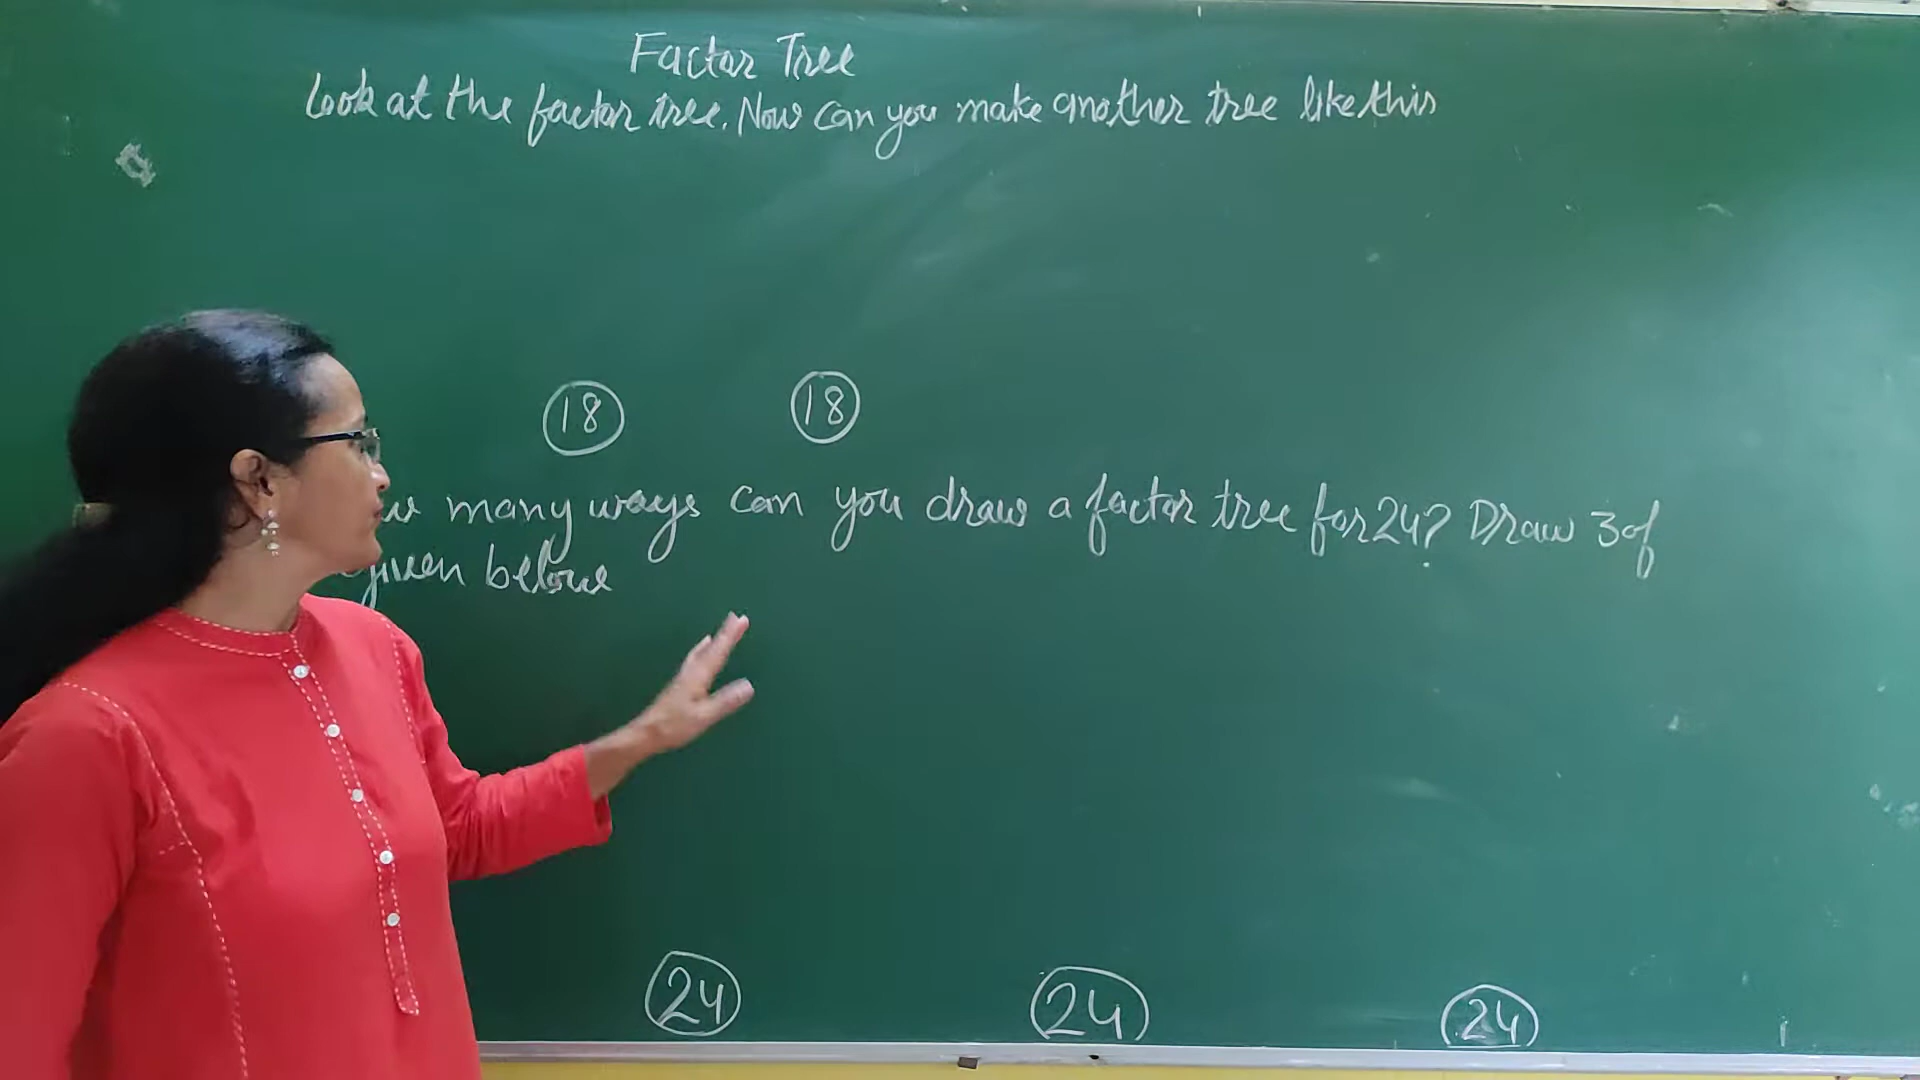 Factor Tree
Look at the factor tree. Now can you make another tree like this
18 18
many ways can you draw a factor tree for 24? Draw 3 of
given below
24 24 24